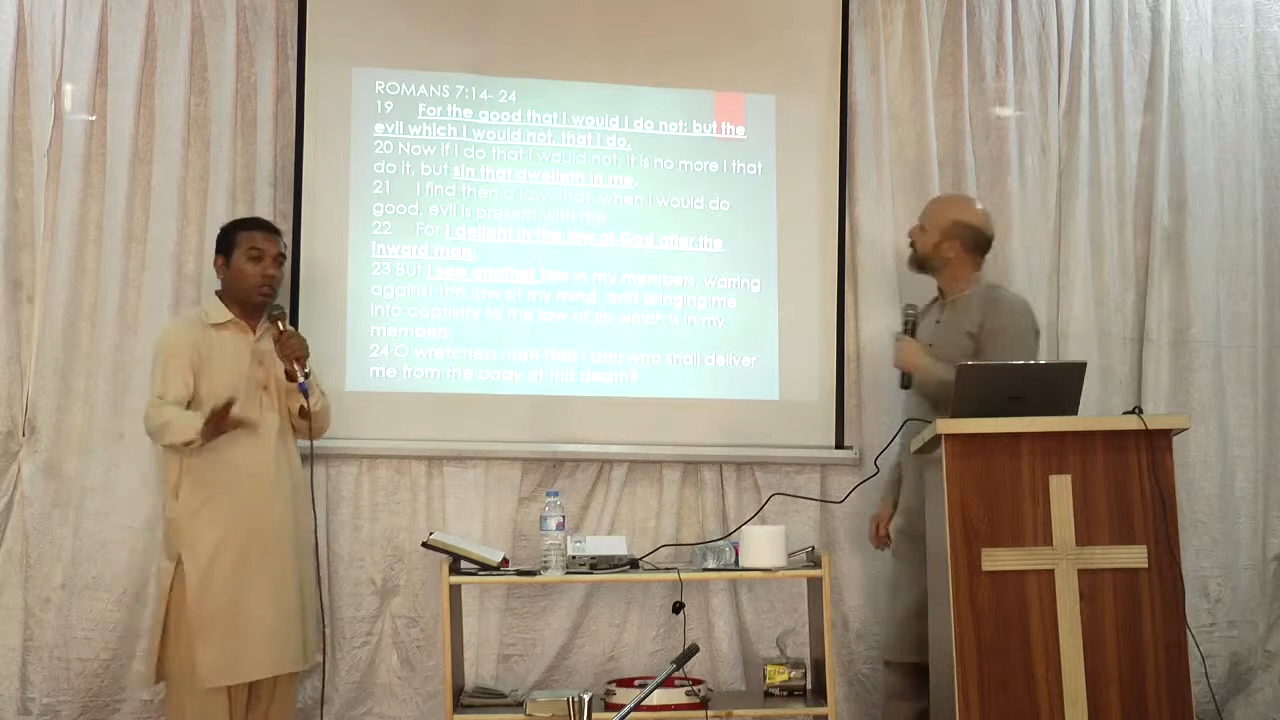 ROMANS 7:14- 24
19 For the good that I would I do not: but the
evil which I would not, that I do.
20 Now if I do that I would not, it is no more I that
do it, but sin that dwelleth in me.
21 I find then a law, that, when I would do
good, evil is present with me.
22 For I delight in the law of God after the
inward man:
23 But I see another law in my members, warring
against the law of my mind, and bringing me
into captivity to the law of sin which is in my
members.
24 O wretched man that I am! who shall deliver
me from the body of this death?